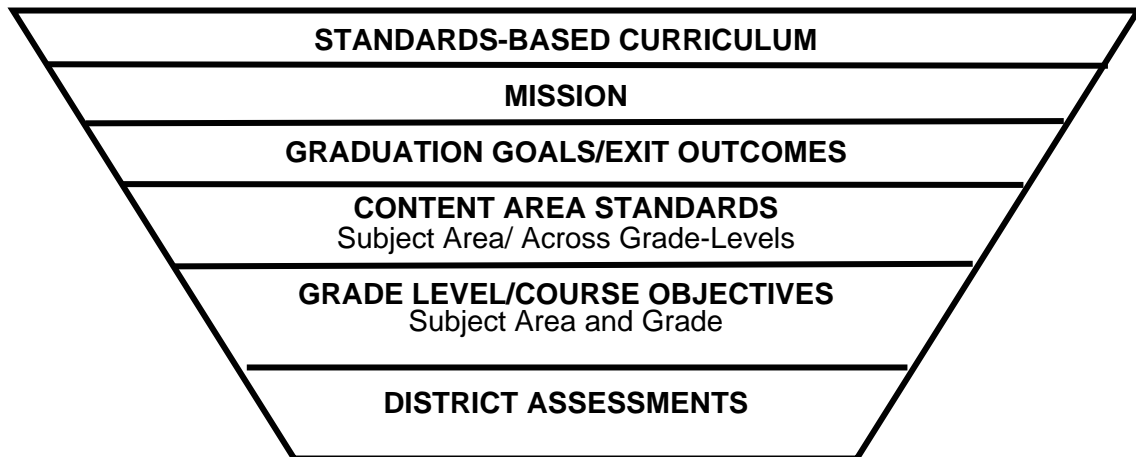 STANDARDS-BASED CURRICULUM
MISSION
GRADUATION GOALS/EXIT OUTCOMES
CONTENT AREA STANDARDS
Subject Area/ Across Grade-Levels
GRADE LEVEL/COURSE OBJECTIVES
Subject Area and Grade
DISTRICT ASSESSMENTS